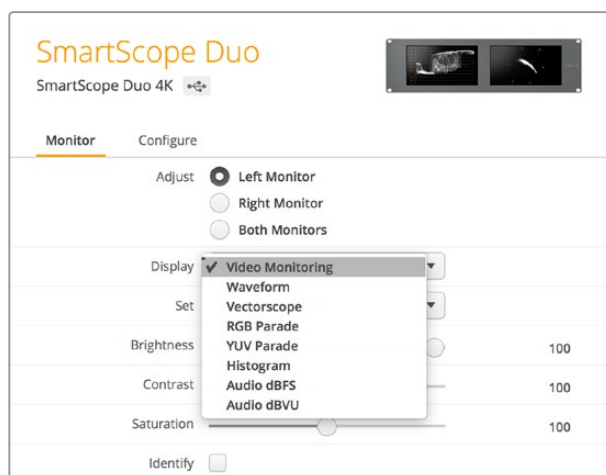 SmartScope Duo
SmartScope Duo 4K
Monitor Configure
Adjust Left Monitor
Right Monitor
Both Monitors
Display ✓ Video Monitoring
Waveform
Set Vectorscope
RGB Parade
Brightness YUV Parade 100
Histogram
Contrast Audio dBFS 100
Audio dBVU
Saturation 100
Identify